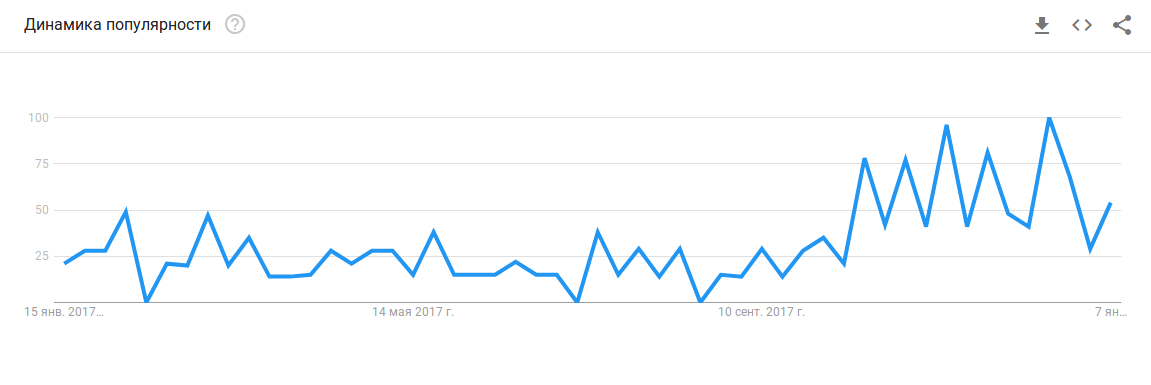 Динамика популярности ?
100
75
50
25
15 янв. 2017…
14 мая 2017 г.
10 сент. 2017 г.
7 ян…